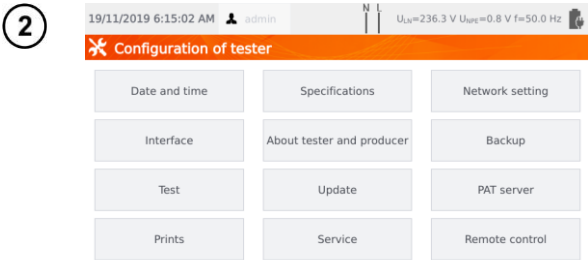 2
19/11/2019 6:15:02 AM admin N L U_LN=236.3 V U_NPE=0.8 V f=50.0 Hz
Configuration of tester
Date and time Specifications Network setting
Interface About tester and producer Backup
Test Update PAT server
Prints Service Remote control